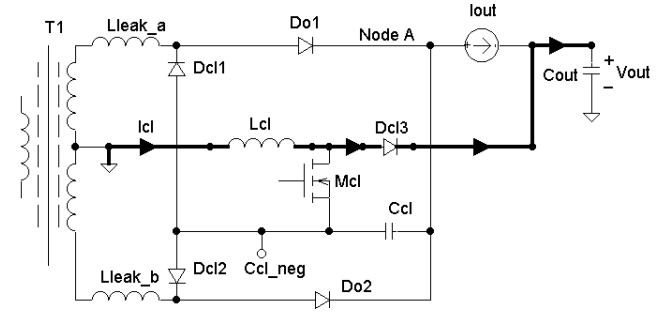 Iout
T1
Lleak_a
Do1
Node A
Dcl1
Cout
+
Vout
–
Icl
Lcl
Dcl3
Mcl
Ccl
Lleak_b
Dcl2
Ccl_neg
Do2